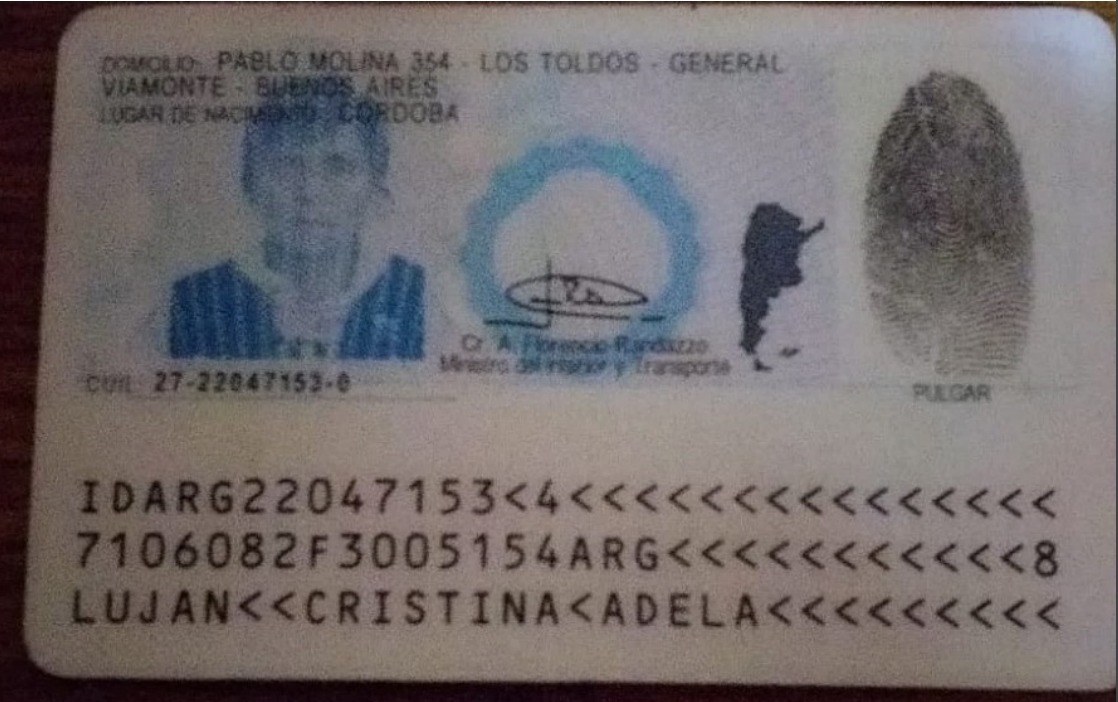 DOMICILIO: PABLO MOLINA 354 - LOS TOLDOS - GENERAL
VIAMONTE - BUENOS AIRES
LUGAR DE NACIMIENTO: CORDOBA
Cr. A. Florencio Randazzo
Ministro del Interior y Transporte
CUIL: 27-22047153-0
PULGAR
IDARG22047153<4<<<<<<<<<<<<<<<
7106082F3005154ARG<<<<<<<<<<<8
LUJAN<<CRISTINA<ADELA<<<<<<<<<